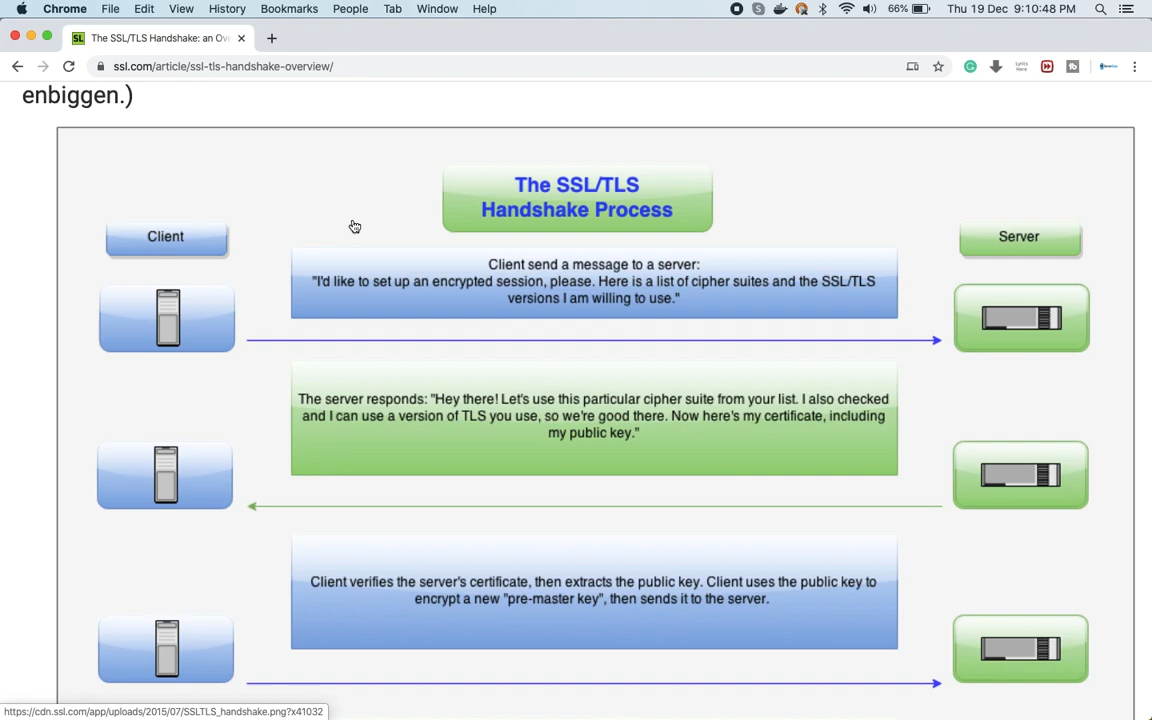 Chrome File Edit View History Bookmarks People Tab Window Help 66% Thu 19 Dec 9:10:48 PM
SL The SSL/TLS Handshake: an Ov
ssl.com/article/ssl-tls-handshake-overview/
enbiggen.)
The SSL/TLS
Handshake Process
Client
Server
Client send a message to a server:
"I'd like to set up an encrypted session, please. Here is a list of cipher suites and the SSL/TLS
versions I am willing to use."
The server responds: "Hey there! Let's use this particular cipher suite from your list. I also checked
and I can use a version of TLS you use, so we're good there. Now here's my certificate, including
my public key."
Client verifies the server's certificate, then extracts the public key. Client uses the public key to
encrypt a new "pre-master key", then sends it to the server.
https://cdn.ssl.com/app/uploads/2015/07/SSLTLS_handshake.png?x41032